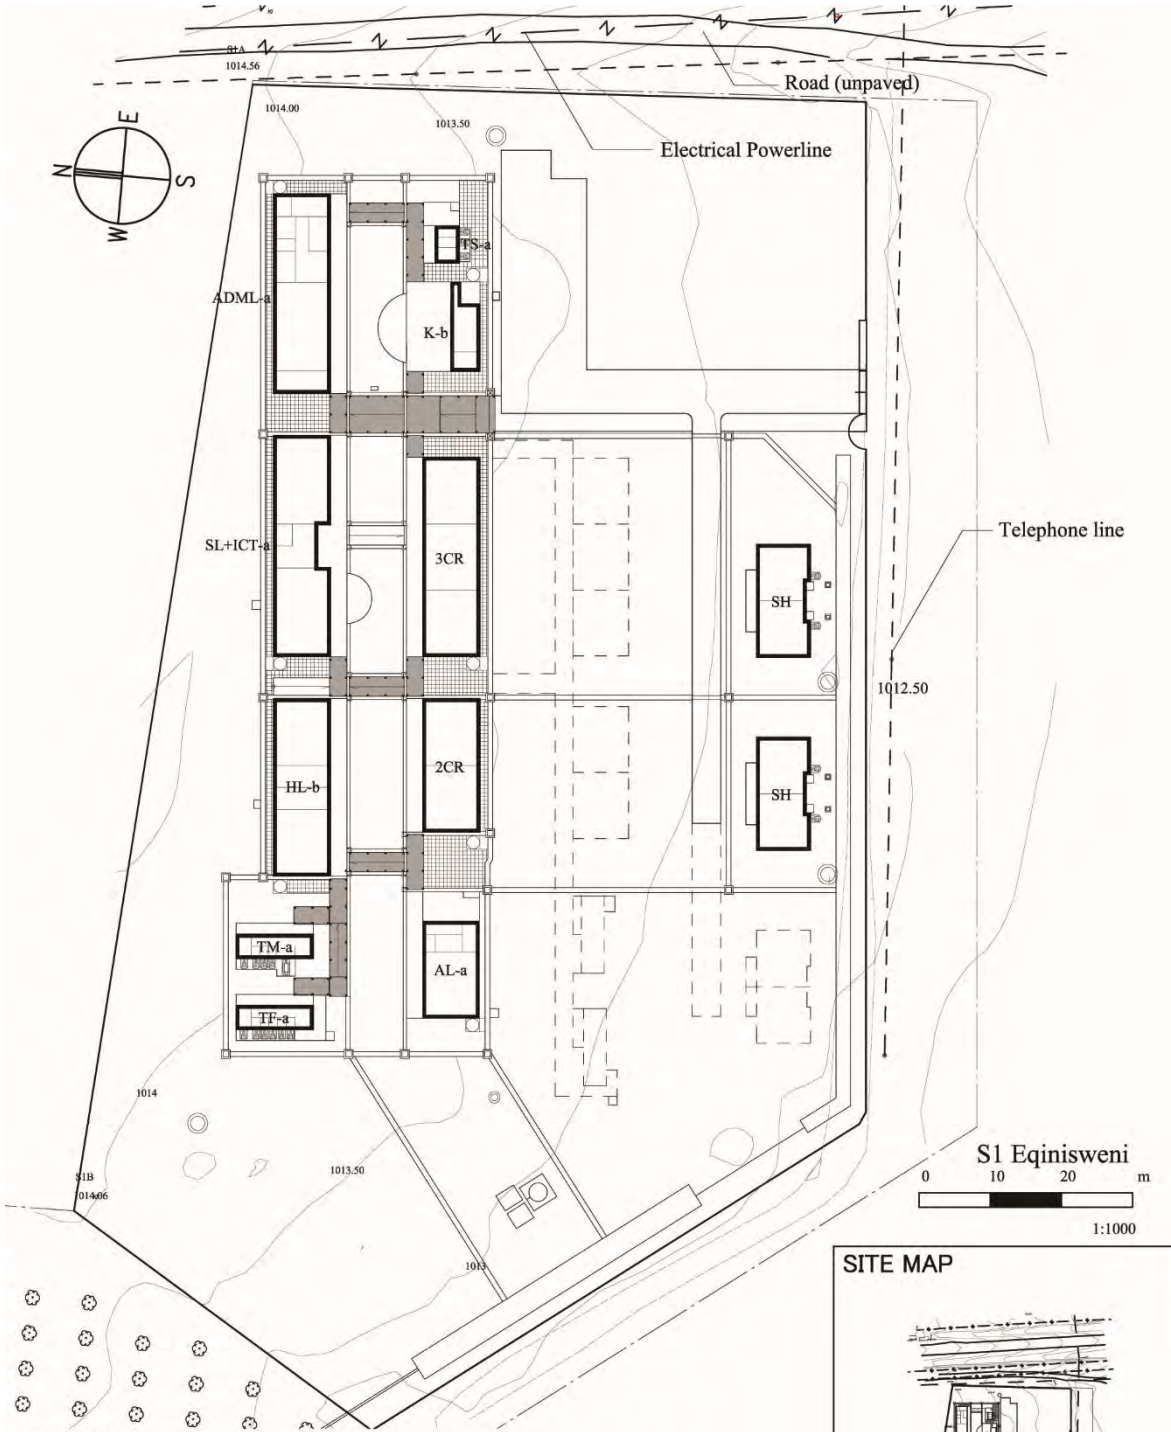 S1A
1014.56
Road (unpaved)
1014.00
1013.50
Electrical Powerline
E
N
S
W
TS-a
ADML-a
K-b
Telephone line
SL+ICT-a
3CR
SH
1012.50
2CR
HL-b
SH
TM-a
AL-a
TF-a
1014
S1 Eqinisweni
1013.50
S1B
1014.06
0 10 20 m
1:1000
1013
SITE MAP